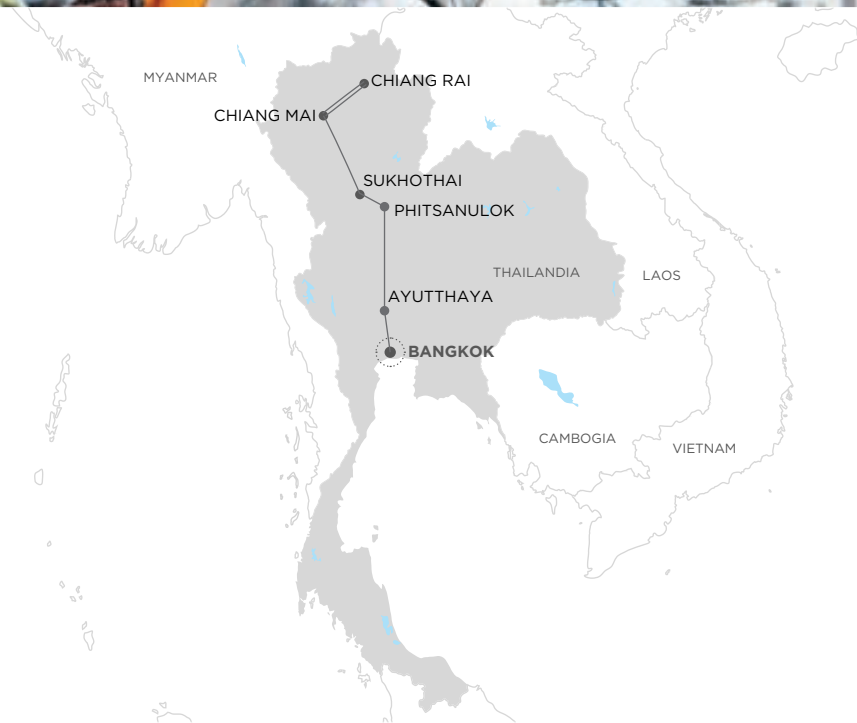 MYANMAR
CHIANG RAI
CHIANG MAI
SUKHOTHAI
PHITSANULOK
THAILANDIA
LAOS
AYUTTHAYA
BANGKOK
CAMBOGIA
VIETNAM